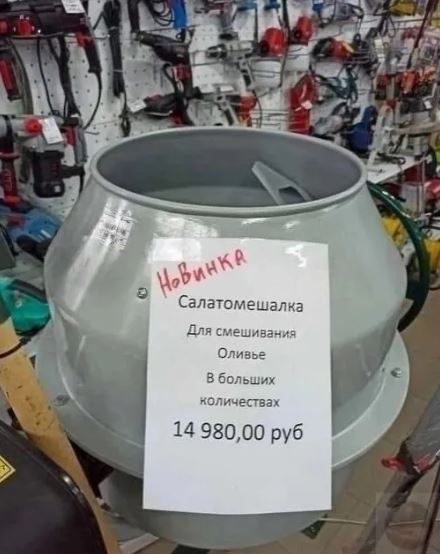 Новинка
Салатомешалка
Для смешивания
Оливье
В больших
количествах
14 980,00 руб